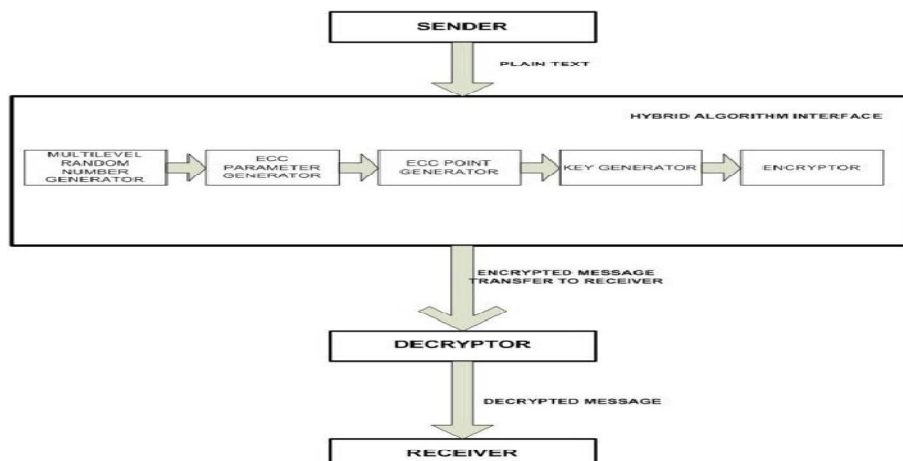 SENDER
PLAIN TEXT
HYBRID ALGORITHM INTERFACE
MULTILEVEL
RANDOM
NUMBER
GENERATOR
ECC
PARAMETER
GENERATOR
ECC POINT
GENERATOR
KEY GENERATOR
ENCRYPTOR
ENCRYPTED MESSAGE
TRANSFER TO RECEIVER
DECRYPTOR
DECRYPTED MESSAGE
RECEIVER